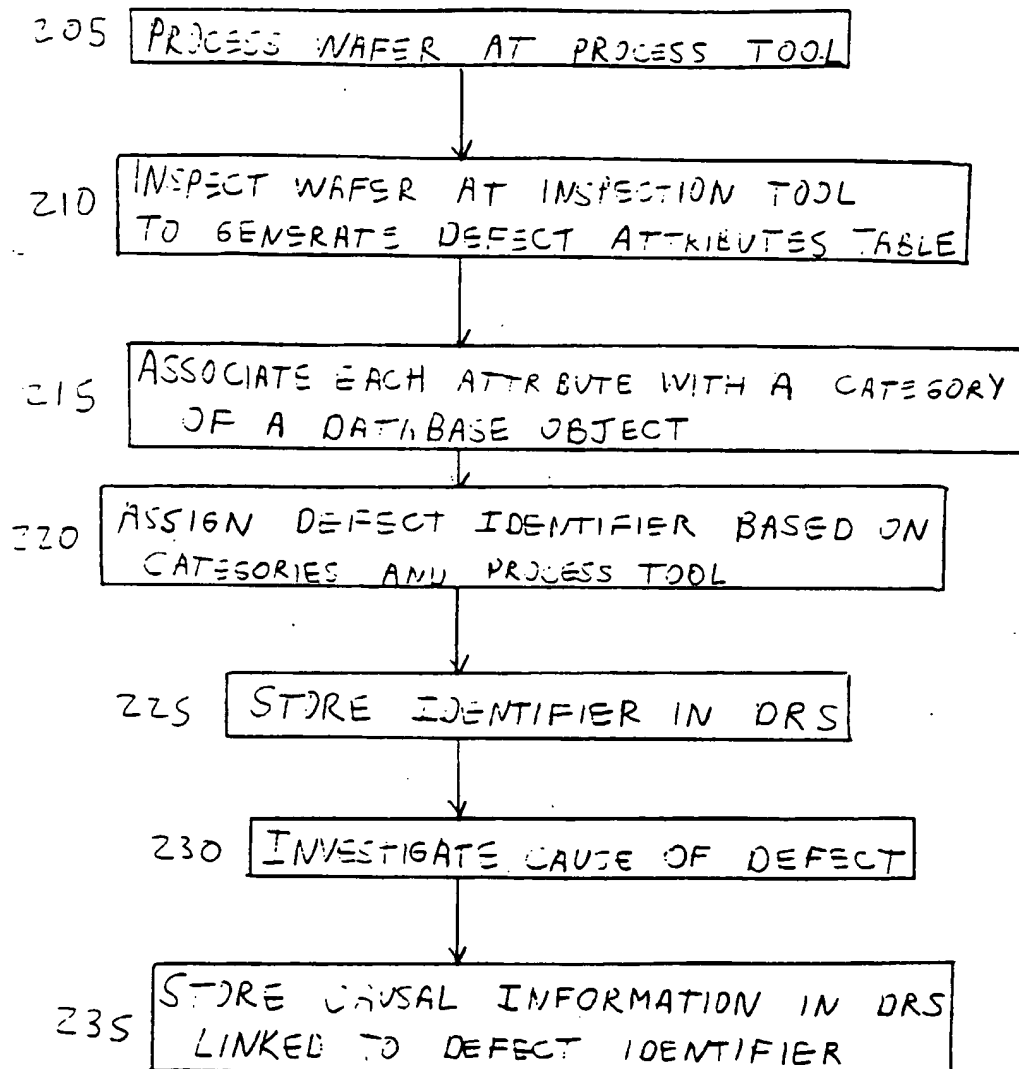 205 PROCESS WAFER AT PROCESS TOOL
210 INSPECT WAFER AT INSPECTION TOOL
TO GENERATE DEFECT ATTRIBUTES TABLE
215 ASSOCIATE EACH ATTRIBUTE WITH A CATEGORY
OF A DATABASE OBJECT
220 ASSIGN DEFECT IDENTIFIER BASED ON
CATEGORIES AND PROCESS TOOL
225 STORE IDENTIFIER IN DRS
230 INVESTIGATE CAUSE OF DEFECT
235 STORE CAUSAL INFORMATION IN DRS
LINKED TO DEFECT IDENTIFIER